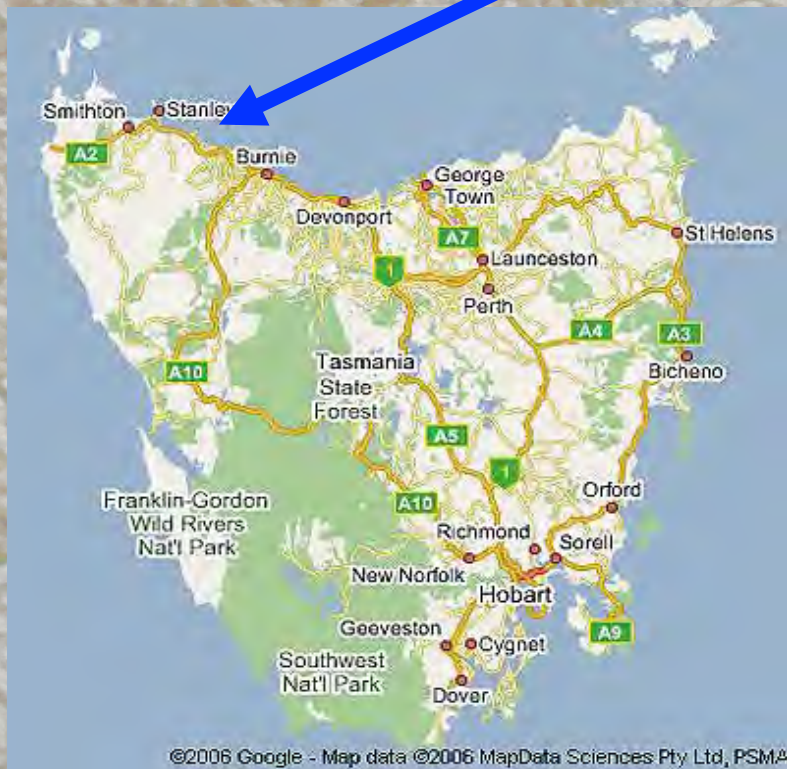 Smithton
Stanley
A2
Burnie
George
Town
Devonport
A7
St Helens
1
Launceston
Perth
A4
A3
A10
Tasmania
State
Forest
Bicheno
A5
1
A10
Orford
Franklin-Gordon
Wild Rivers
Nat'l Park
Richmond
Sorell
New Norfolk
Hobart
A9
Geeveston
Cygnet
Southwest
Nat'l Park
Dover
©2006 Google - Map data ©2006 MapData Sciences Pty Ltd, PSMA